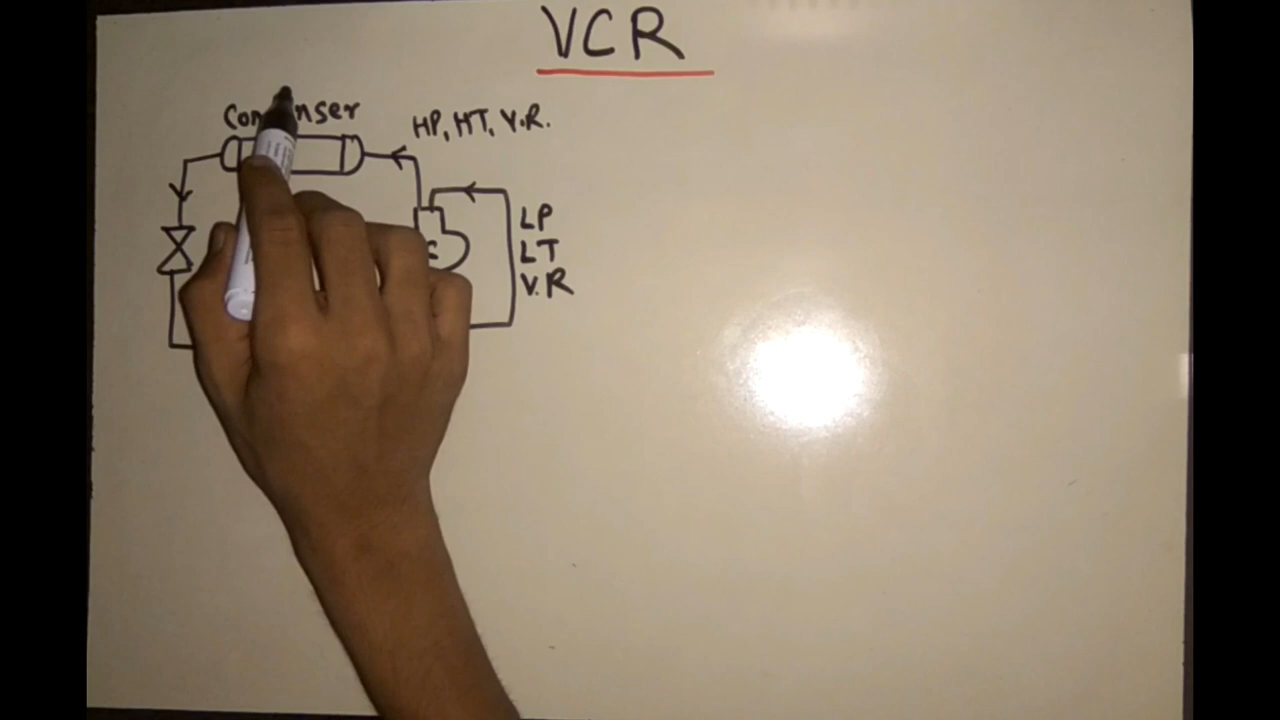 VCR
HP, HT, V.R.
LP
LT
V.R